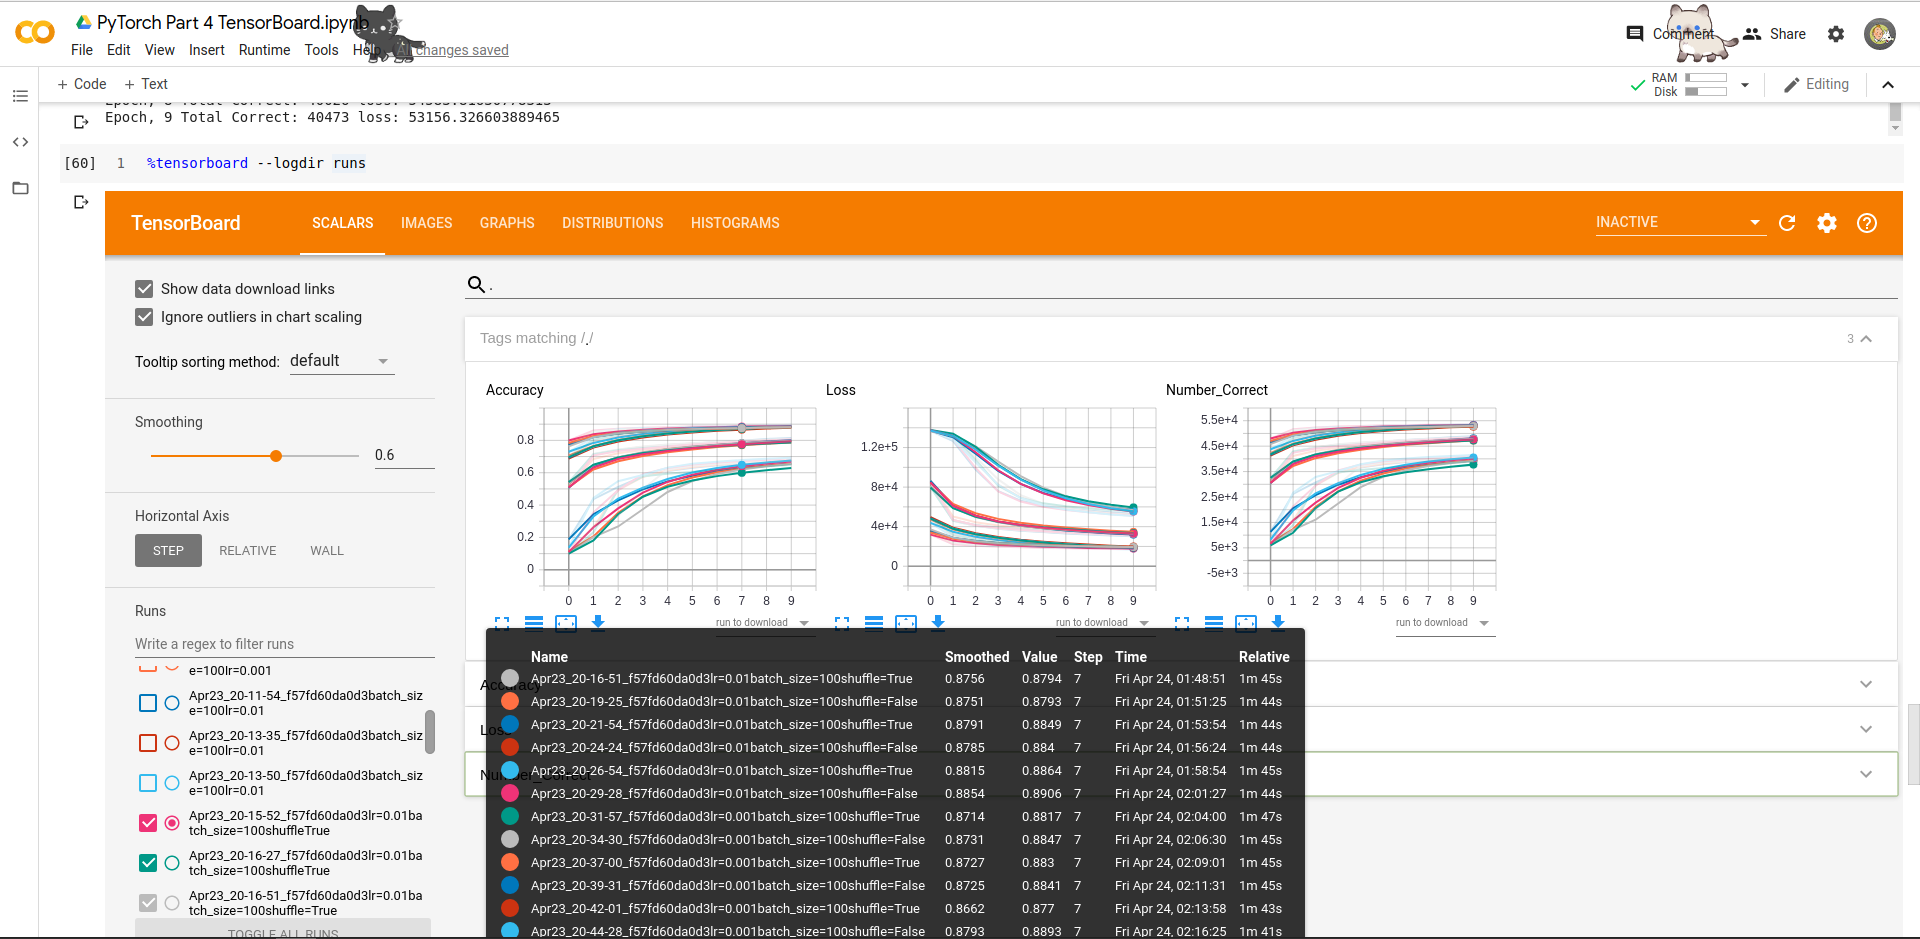 PyTorch Part 4 TensorBoard.ipynb
File Edit View Insert Runtime Tools Help
changes saved
Comment
Share
+ Code + Text
RAM
Disk
Editing
Epoch, 9 Total Correct: 40473 loss: 53156.326603889465
[60] 1 %tensorboard --logdir runs
TensorBoard
SCALARS IMAGES GRAPHS DISTRIBUTIONS HISTOGRAMS
INACTIVE
Show data download links
Ignore outliers in chart scaling
Tooltip sorting method: default
Smoothing
0.6
Horizontal Axis
STEP RELATIVE WALL
Runs
Write a regex to filter runs
e=100lr=0.001
Apr23_20-11-54_f57fd60da0d3batch_siz
e=100lr=0.01
Apr23_20-13-35_f57fd60da0d3batch_siz
e=100lr=0.01
Apr23_20-13-50_f57fd60da0d3batch_siz
e=100lr=0.01
Apr23_20-15-52_f57fd60da0d3lr=0.01ba
tch_size=100shuffleTrue
Apr23_20-16-27_f57fd60da0d3lr=0.01ba
tch_size=100shuffleTrue
Apr23_20-16-51_f57fd60da0d3lr=0.01ba
tch_size=100shuffle=True
TOGGLE ALL RUNS
.
Tags matching /./
3
Accuracy
0.8
0.6
0.4
0.2
0
0 1 2 3 4 5 6 7 8 9
run to download
Loss
1.2e+5
8e+4
4e+4
0
0 1 2 3 4 5 6 7 8 9
run to download
Number_Correct
5.5e+4
4.5e+4
3.5e+4
2.5e+4
1.5e+4
5e+3
-5e+3
0 1 2 3 4 5 6 7 8 9
run to download
Name Smoothed Value Step Time Relative
Apr23_20-16-51_f57fd60da0d3lr=0.01batch_size=100shuffle=True 0.8756 0.8794 7 Fri Apr 24, 01:48:51 1m 45s
Apr23_20-19-25_f57fd60da0d3lr=0.01batch_size=100shuffle=False 0.8751 0.8793 7 Fri Apr 24, 01:51:25 1m 44s
Apr23_20-21-54_f57fd60da0d3lr=0.01batch_size=100shuffle=True 0.8791 0.8849 7 Fri Apr 24, 01:53:54 1m 44s
Apr23_20-24-24_f57fd60da0d3lr=0.01batch_size=100shuffle=False 0.8785 0.884 7 Fri Apr 24, 01:56:24 1m 44s
Apr23_20-26-54_f57fd60da0d3lr=0.01batch_size=100shuffle=True 0.8815 0.8864 7 Fri Apr 24, 01:58:54 1m 45s
Apr23_20-29-28_f57fd60da0d3lr=0.01batch_size=100shuffle=False 0.8854 0.8906 7 Fri Apr 24, 02:01:27 1m 44s
Apr23_20-31-57_f57fd60da0d3lr=0.001batch_size=100shuffle=True 0.8714 0.8817 7 Fri Apr 24, 02:04:00 1m 47s
Apr23_20-34-30_f57fd60da0d3lr=0.001batch_size=100shuffle=False 0.8731 0.8847 7 Fri Apr 24, 02:06:30 1m 45s
Apr23_20-37-00_f57fd60da0d3lr=0.001batch_size=100shuffle=True 0.8727 0.883 7 Fri Apr 24, 02:09:01 1m 45s
Apr23_20-39-31_f57fd60da0d3lr=0.001batch_size=100shuffle=False 0.8725 0.8841 7 Fri Apr 24, 02:11:31 1m 45s
Apr23_20-42-01_f57fd60da0d3lr=0.001batch_size=100shuffle=True 0.8662 0.877 7 Fri Apr 24, 02:13:58 1m 43s
Apr23_20-44-28_f57fd60da0d3lr=0.001batch_size=100shuffle=False 0.8793 0.8893 7 Fri Apr 24, 02:16:25 1m 41s
Accuracy
Loss
Number_Correct